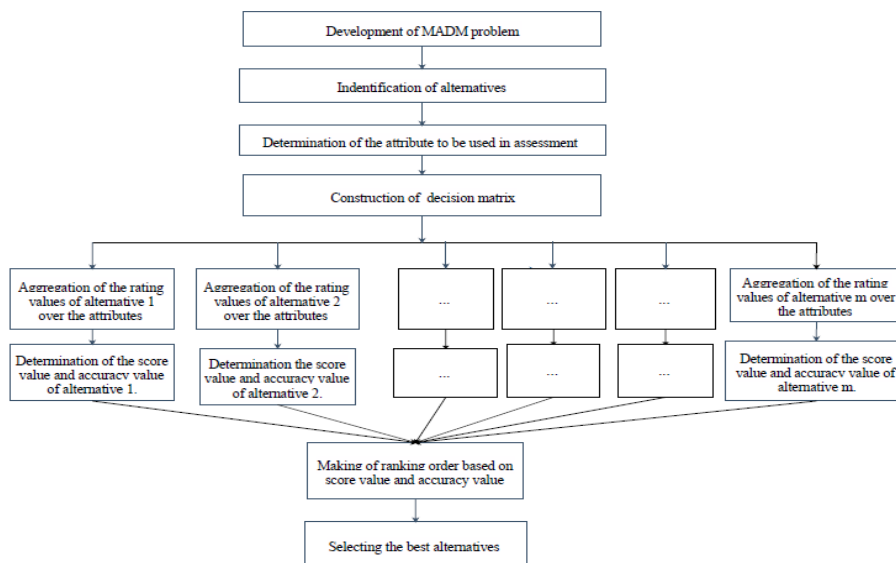 Development of MADM problem
Indentification of alternatives
Determination of the attribute to be used in assessment
Construction of decision matrix
Aggregation of the rating
values of alternative 1
over the attributes
Aggregation of the rating
values of alternative 2
over the attributes
...
...
...
Aggregation of the rating
values of alternative m over
the attributes
Determination of the score
value and accuracy value
of alternative 1.
Determination of the score
value and accuracy value
of alternative 2.
...
...
...
Determination of the score
value and accuracy value of
alternative m.
Making of ranking order based on
score value and accuracy value
Selecting the best alternatives